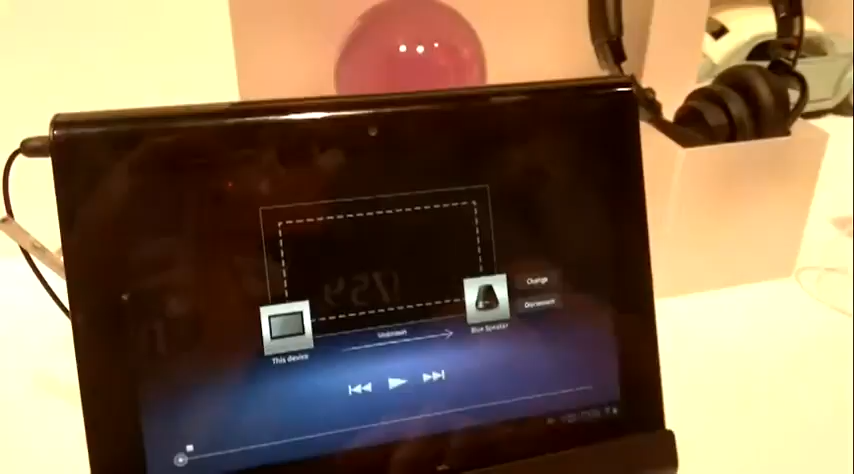 Change
Disconnect
Unknown
Blue Speaker
This device